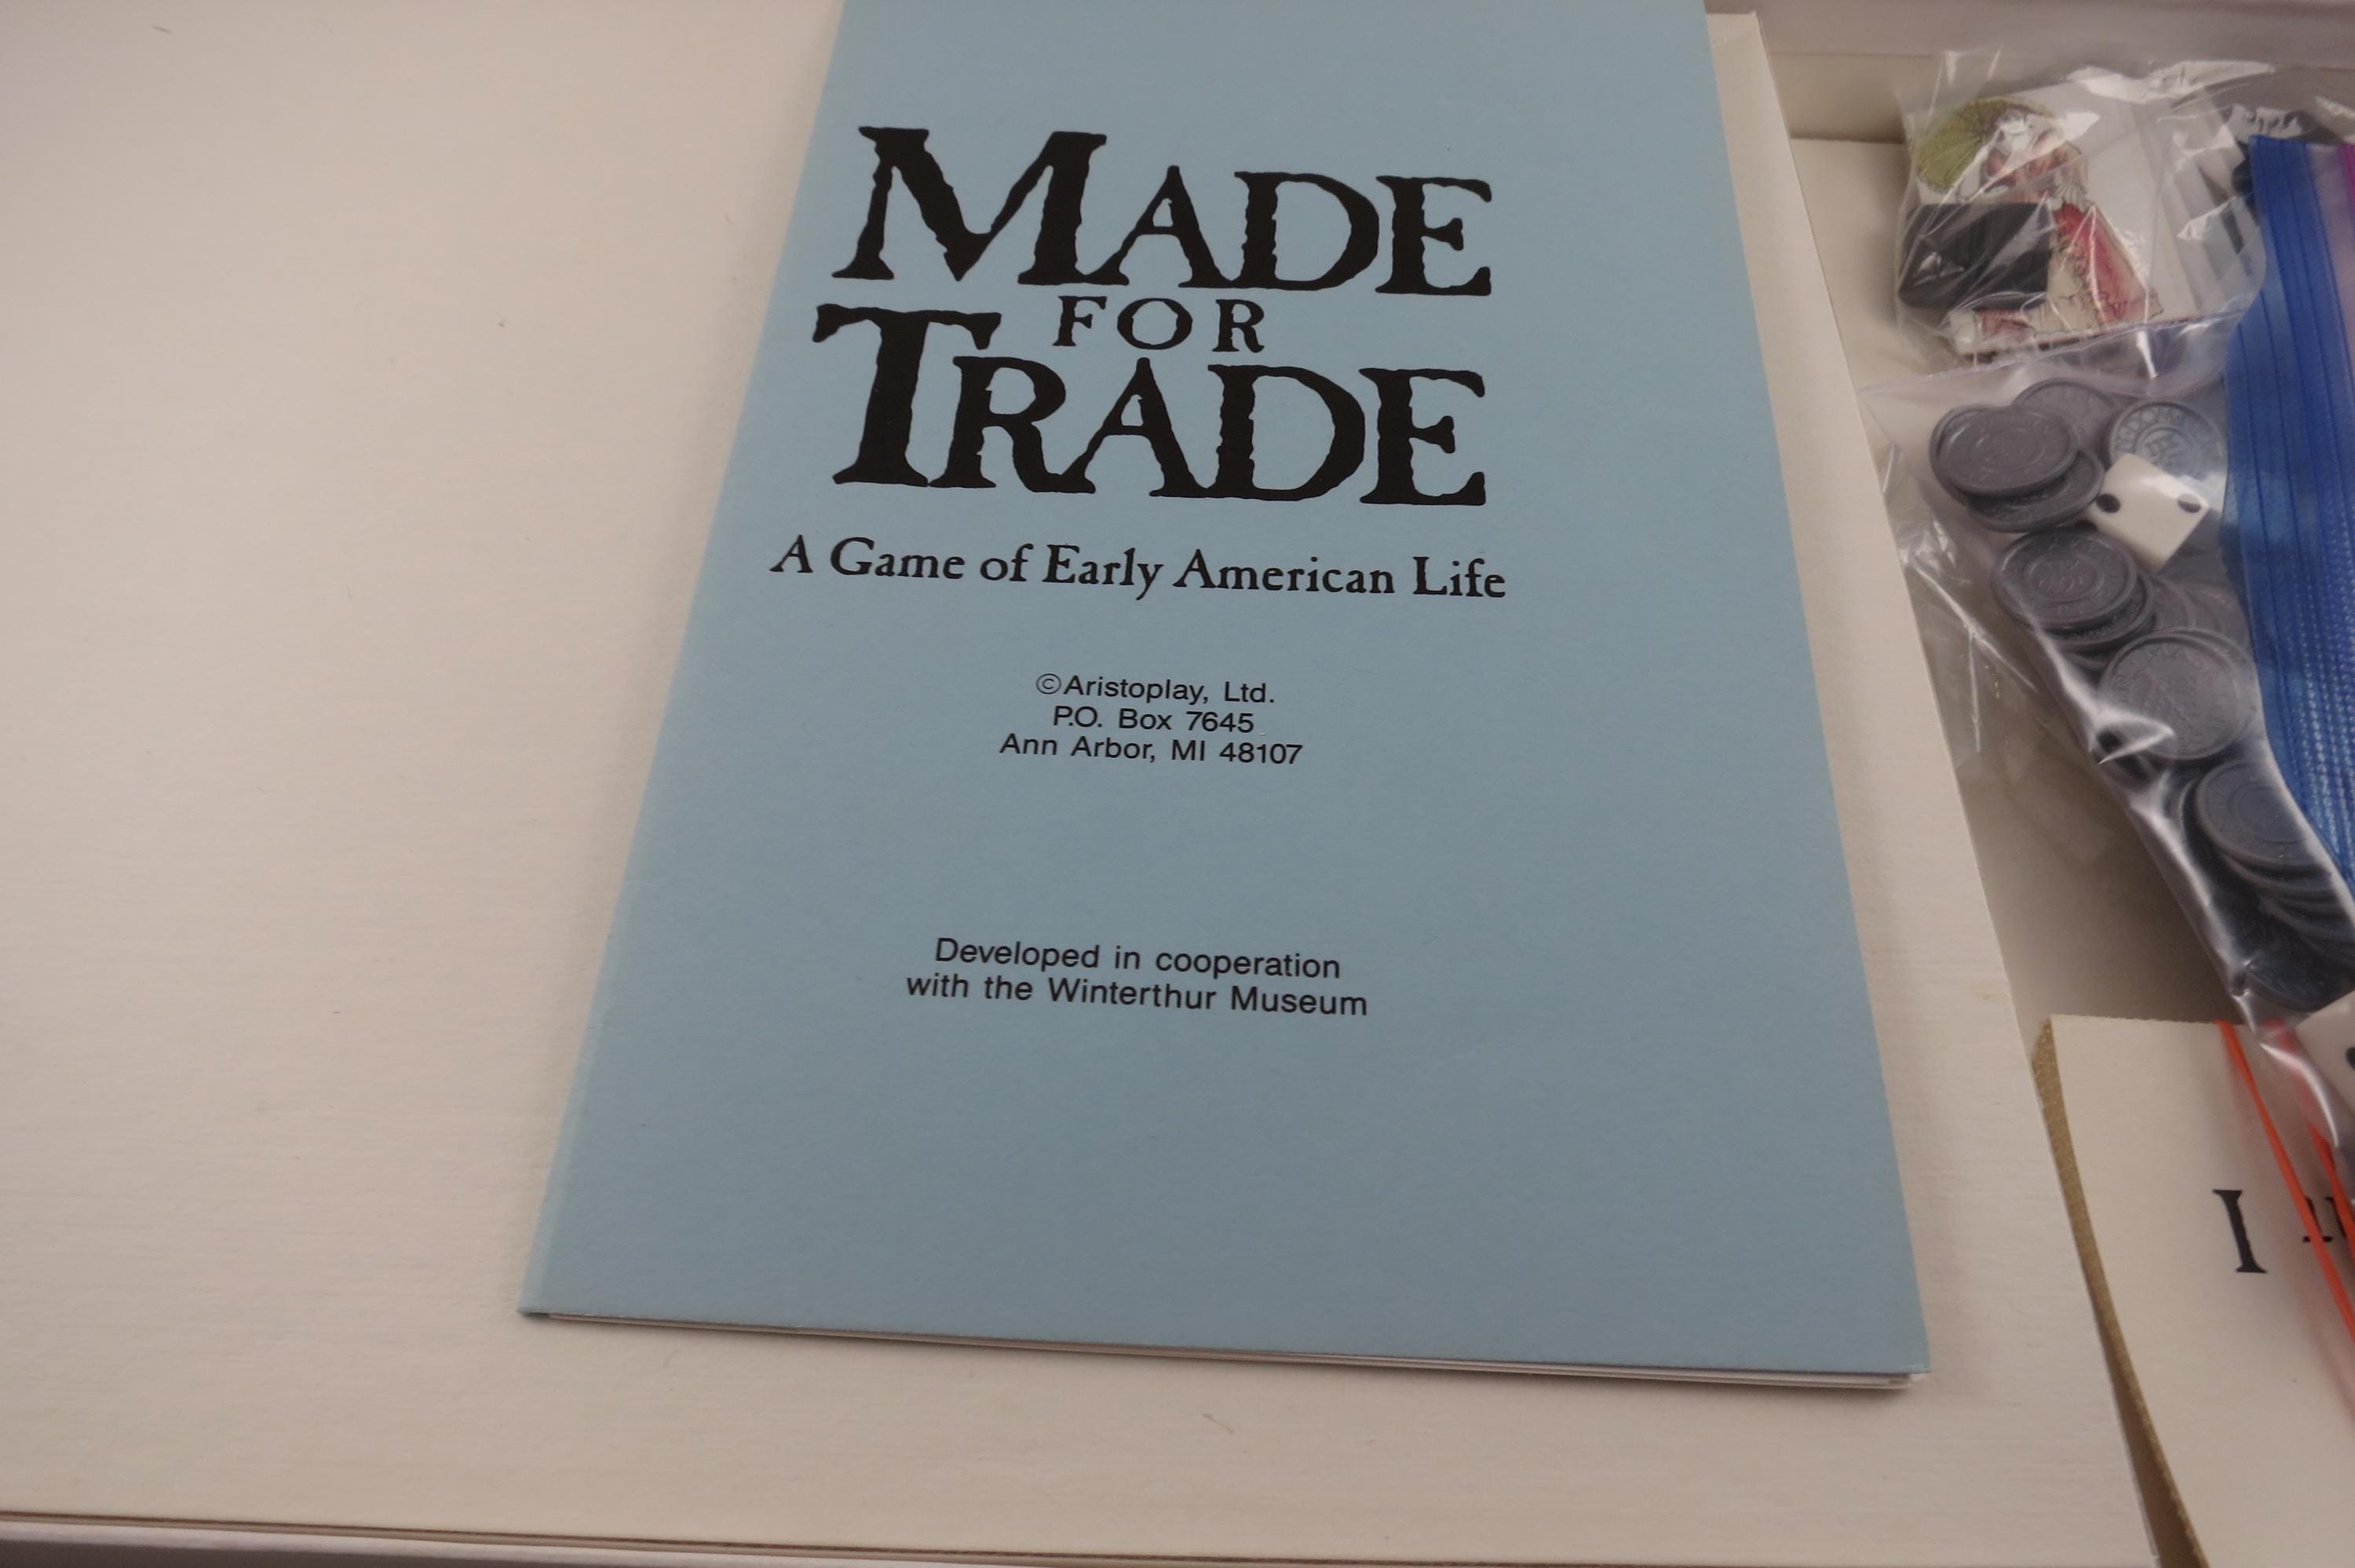 MADE
FOR
TRADE
A Game of Early American Life
©Aristoplay, Ltd.
P.O. Box 7645
Ann Arbor, MI 48107
Developed in cooperation
with the Winterthur Museum
I